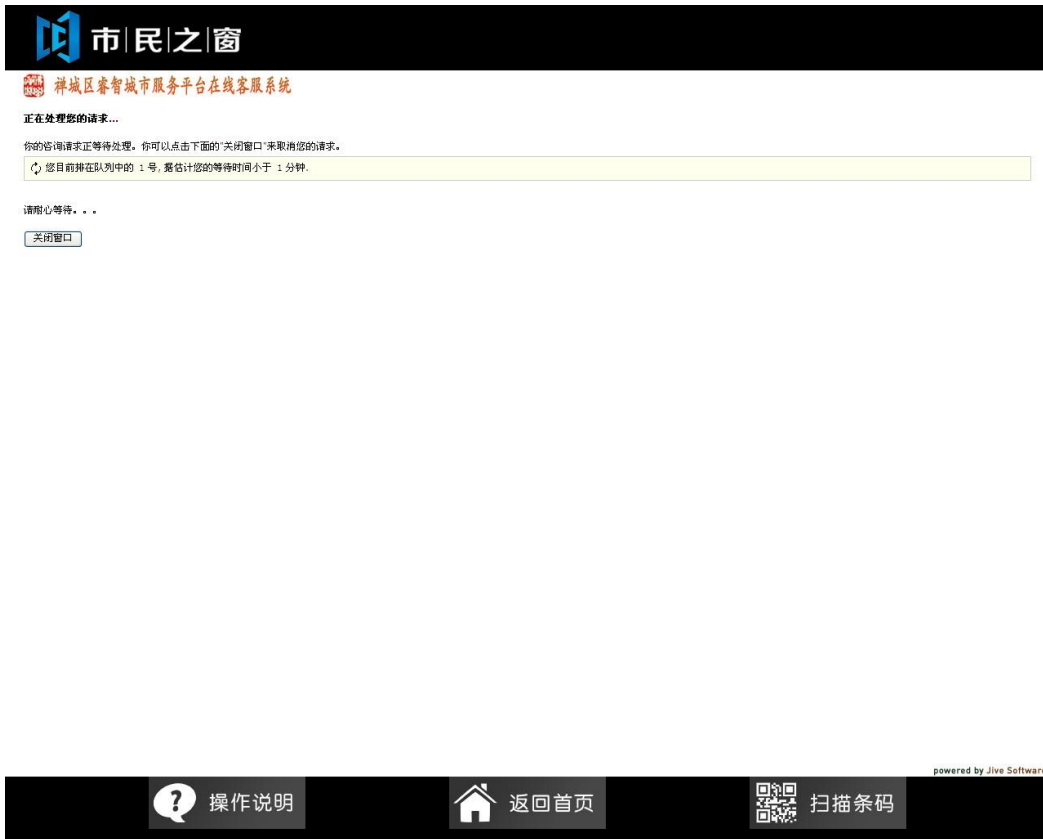 市民之窗
禅城区睿智城市服务平台在线客服系统
正在处理您的请求...
你的咨询请求正等待处理。你可以点击下面的"关闭窗口"来取消您的请求。
您目前排在队列中的 1 号, 据估计您的等待时间小于 1 分钟.
请耐心等待。。。
关闭窗口
powered by Jive Software
操作说明
返回首页
扫描条码